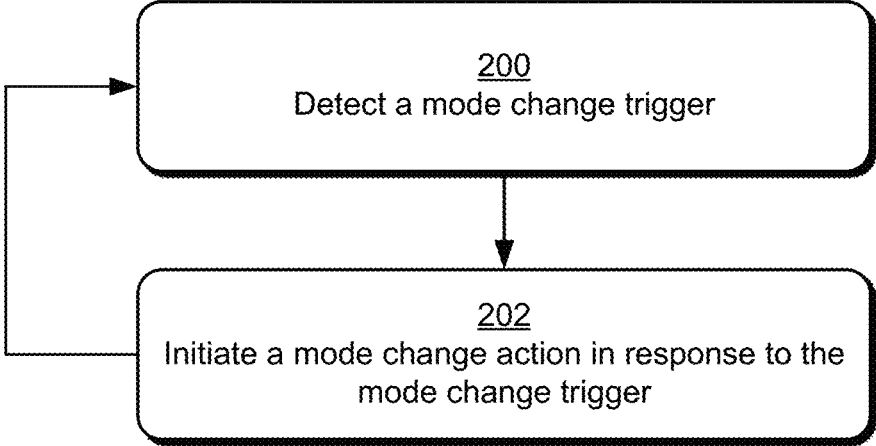 200
Detect a mode change trigger
202
Initiate a mode change action in response to the
mode change trigger